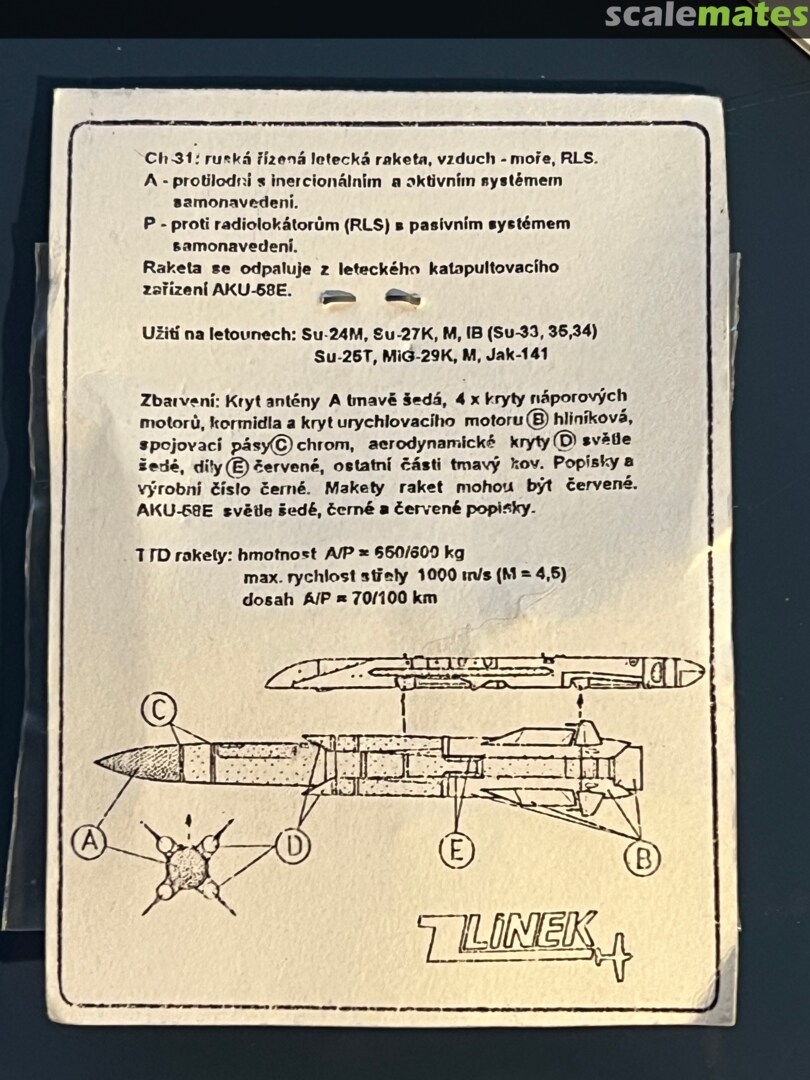 scalemates
Ch-31: ruská řízená letecká raketa, vzduch - moře, RLS.
A - protilodní s inercionálním a aktivním systémem
samonavedení.
P - proti radiolokátorům (RLS) s pasivním systémem
samonavedení.
Raketa se odpaluje z leteckého katapultovacího
zařízení AKU-58E.
Užití na letounech: Su-24M, Su-27K, M, IB (Su-33, 35,34)
Su-25T, MiG-29K, M, Jak-141
Zbarvení: Kryt antény A tmavě šedá, 4 x kryty náporových
motorů, kormidla a kryt urychlovacího motoru B hliníková,
spojovací pásy C chrom, aerodynamické kryty D světle
šedé, díly E červené, ostatní části tmavý kov. Popisky a
výrobní číslo černé. Makety raket mohou být červené.
AKU-58E světle šedé, černé a červené popisky.
TTD rakety: hmotnost A/P = 650/600 kg
max. rychlost střely 1000 m/s (M = 4,5)
dosah A/P = 70/100 km
C
A
D
E
B
ZLINEK